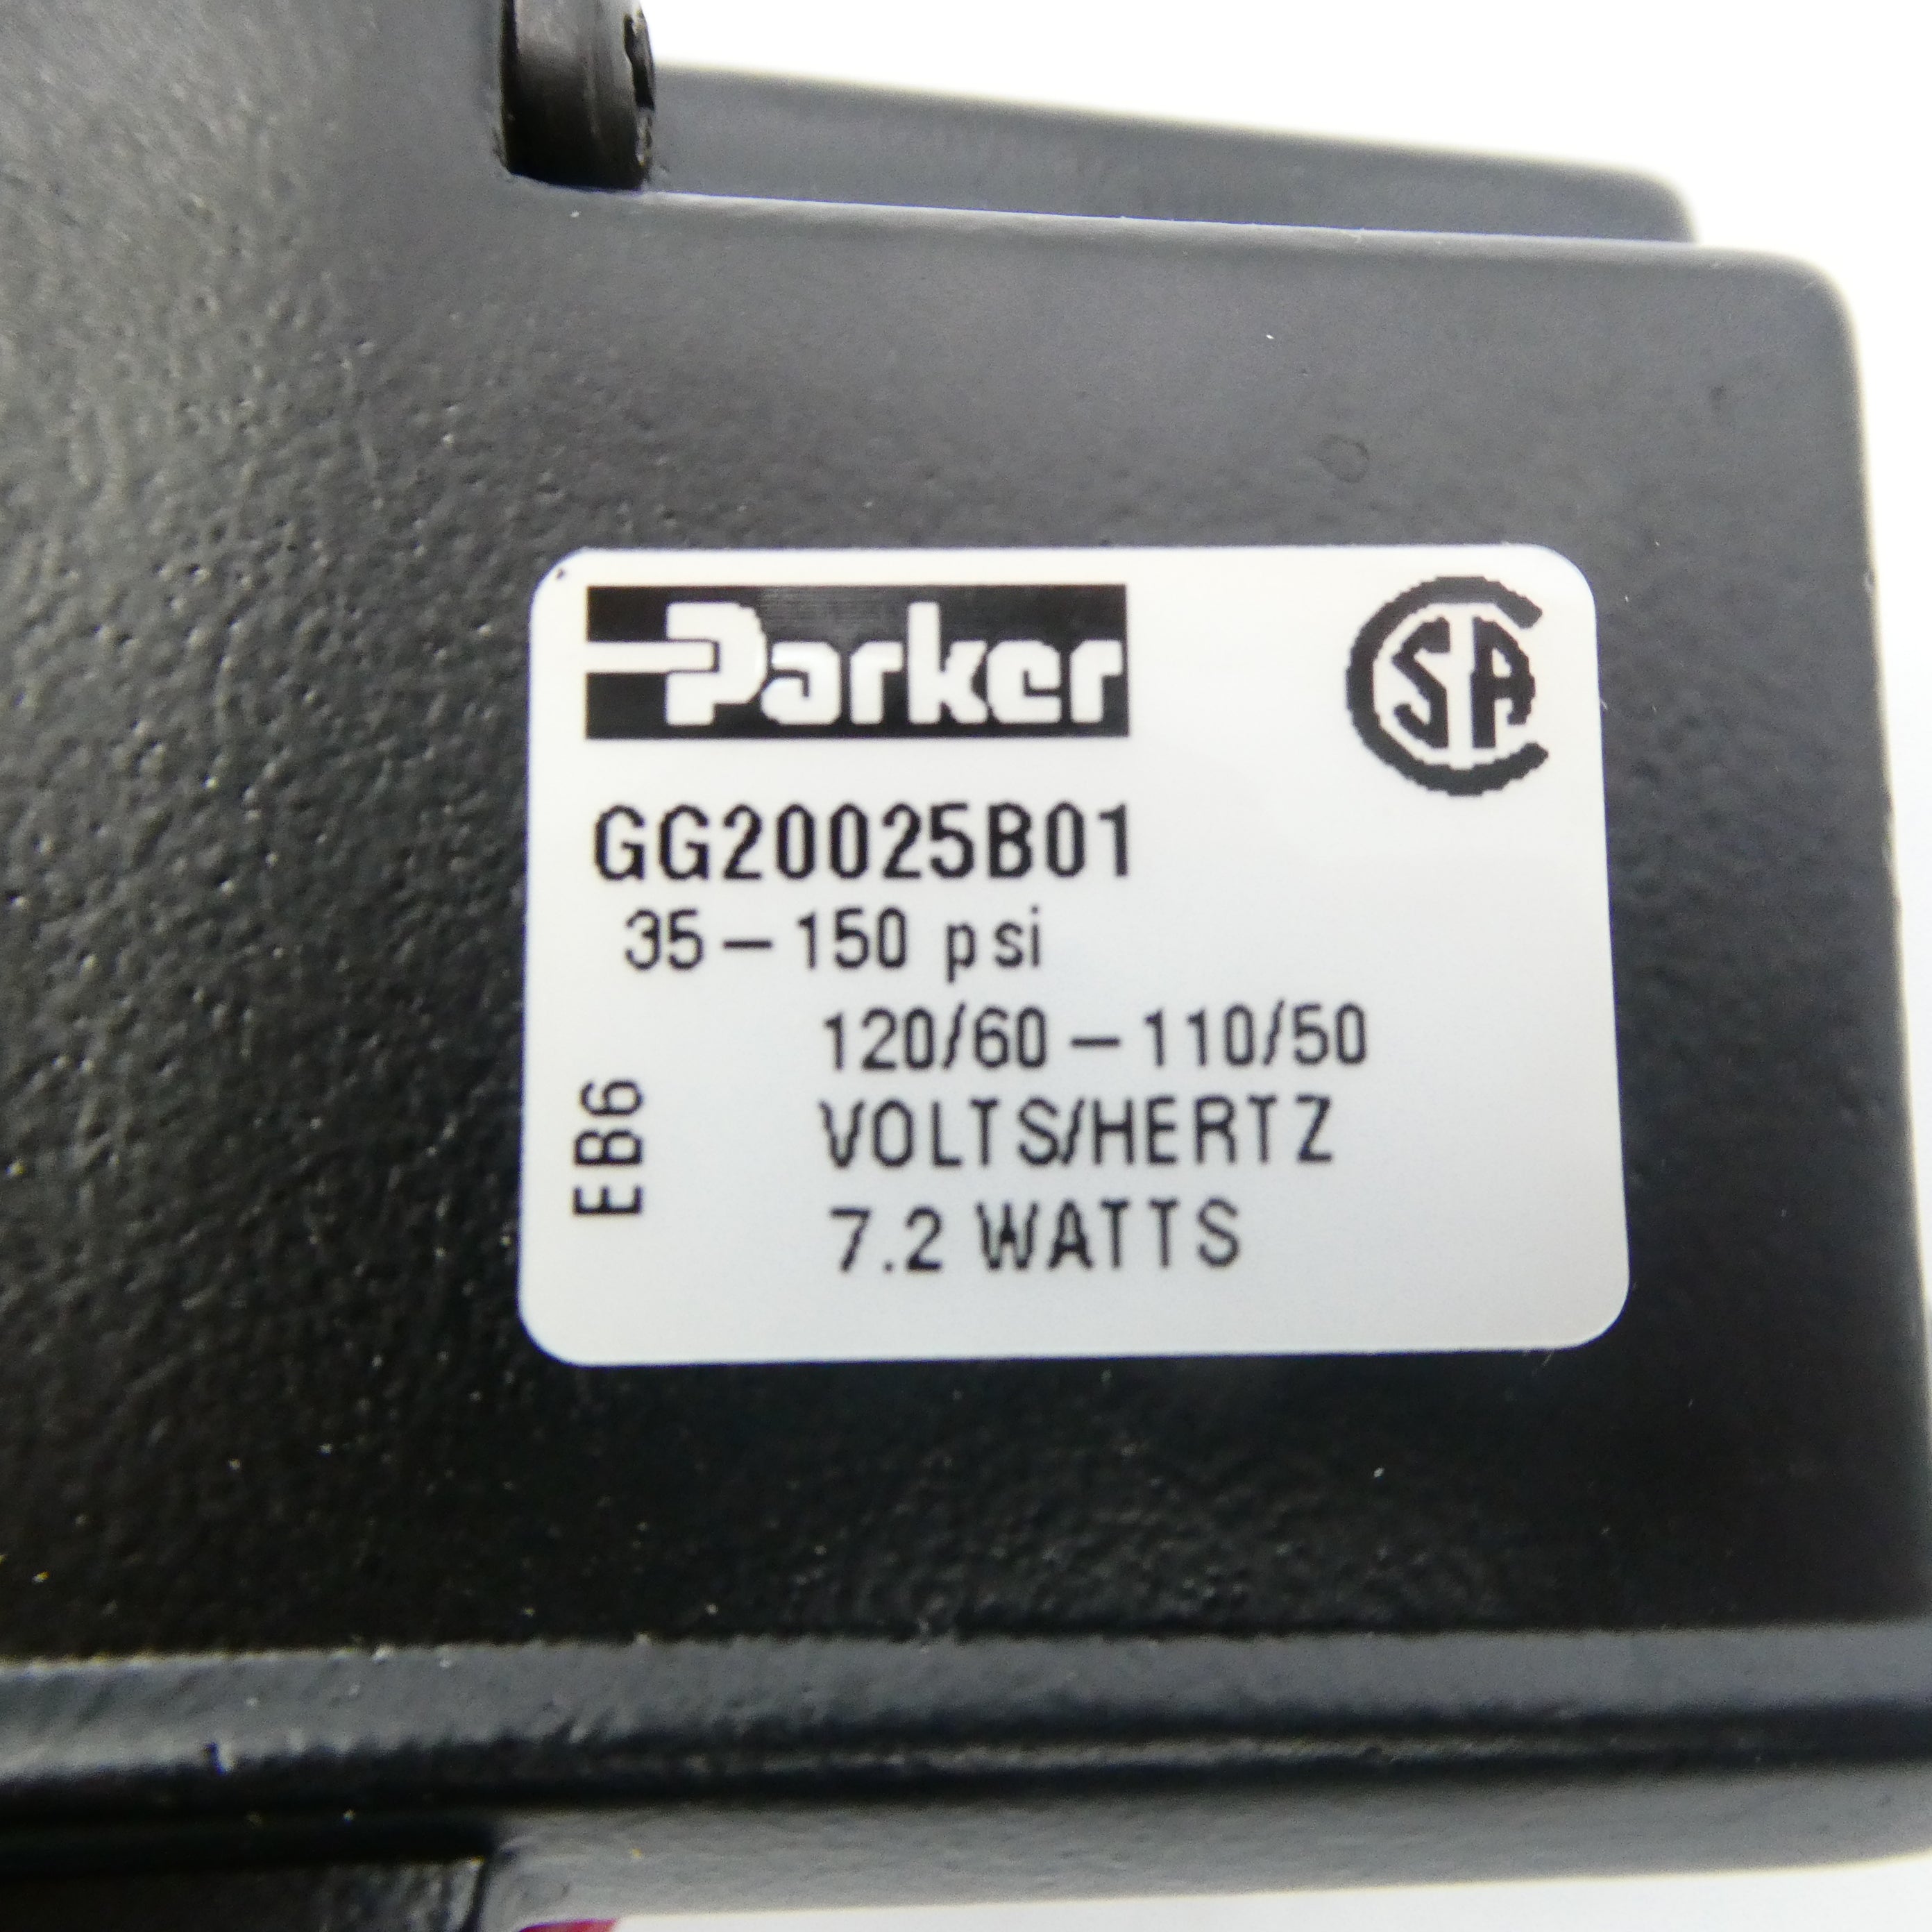 Parker
CSA
GG20025B01
35-150 psi
120/60-110/50
VOLTS/HERTZ
7.2 WATTS
EB6